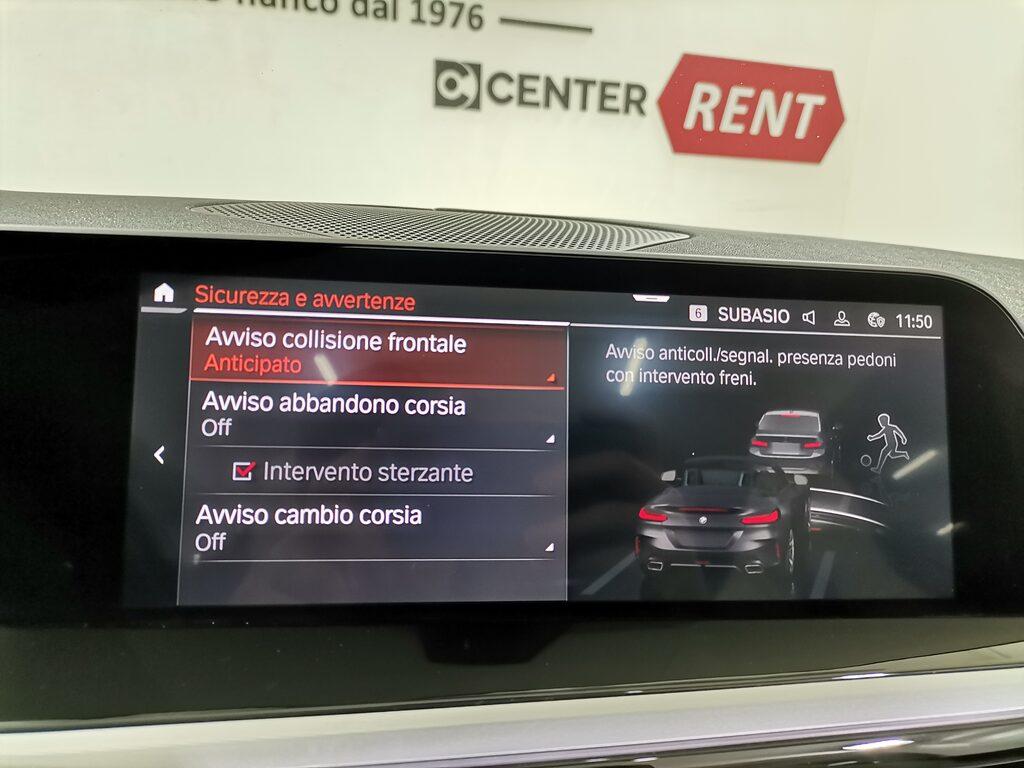 fianco dal 1976
CENTER RENT
Sicurezza e avvertenze
6 SUBASIO 11:50
Avviso collisione frontale
Anticipato
Avviso abbandono corsia
Off
Intervento sterzante
Avviso cambio corsia
Off
Avviso anticoll./segnal. presenza pedoni
con intervento freni.